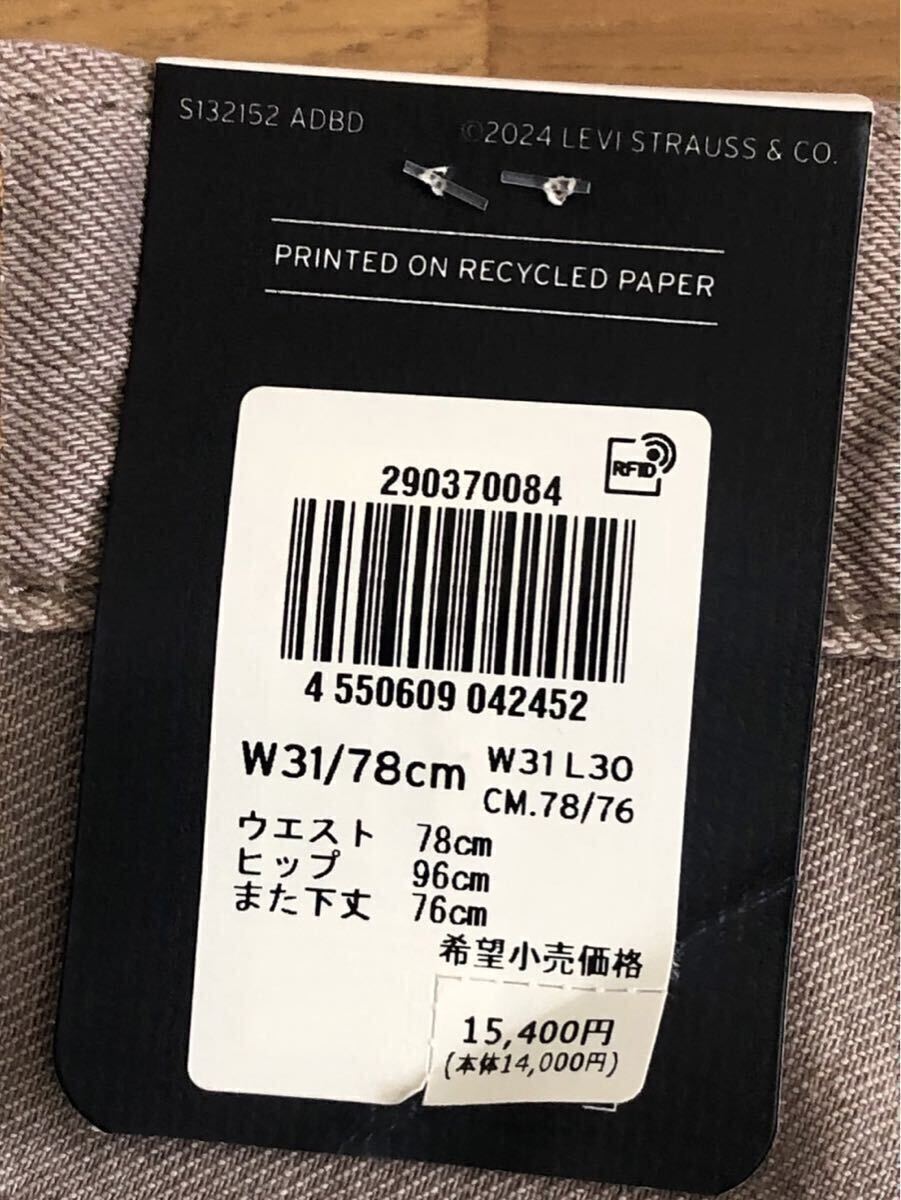 S132152 ADBD
©2024 LEVI STRAUSS & CO.
PRINTED ON RECYCLED PAPER
RFID
290370084
4 550609 042452
W31/78cm
W31 L30
CM.78/76
ウエスト 78cm
ヒップ 96cm
また下丈 76cm
希望小売価格
15,400円
(本体14,000円)